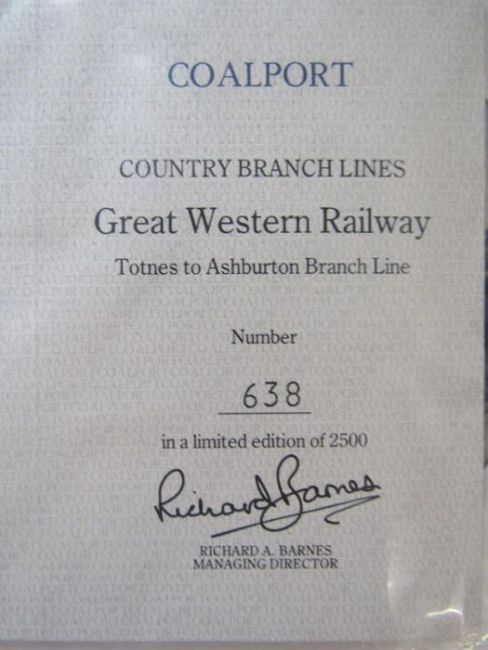 COALPORT
COUNTRY BRANCH LINES
Great Western Railway
Totnes to Ashburton Branch Line
Number
638
in a limited edition of 2500
Richard Barnes
RICHARD A. BARNES
MANAGING DIRECTOR